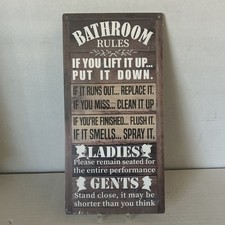 BATHROOM
RULES
IF YOU LIFT IT UP...
PUT IT DOWN.
IF IT RUNS OUT... REPLACE IT.
IF YOU MISS... CLEAN IT UP
IF YOU'RE FINISHED... FLUSH IT
IF IT SMELLS... SPRAY IT.
LADIES
Please remain seated for
the entire performance
GENTS
Stand close, it may be
shorter than you think